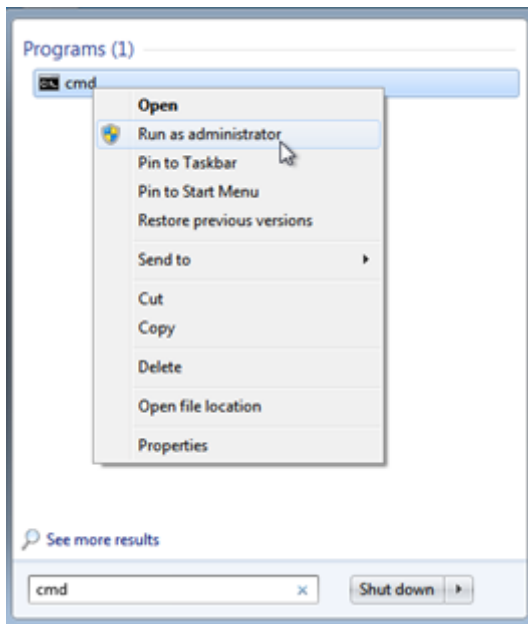 Programs (1)
cmd
Open
Run as administrator
Pin to Taskbar
Pin to Start Menu
Restore previous versions
Send to
Cut
Copy
Delete
Open file location
Properties
See more results
cmd
Shut down